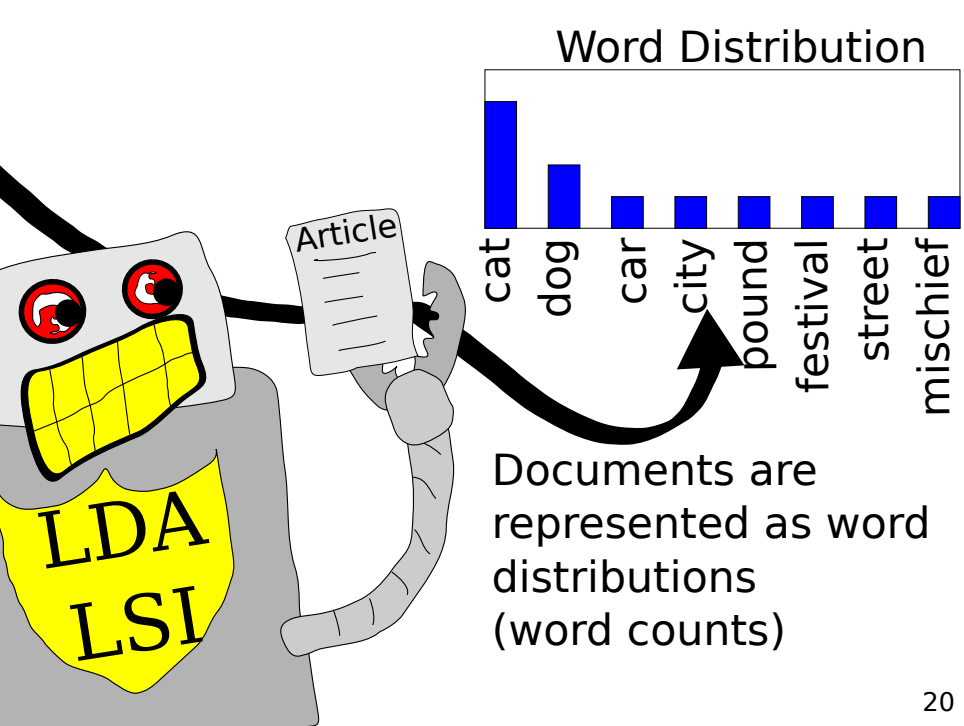 Word Distribution
cat
dog
car
city
pound
festival
street
mischief
Article
LDA
LSI
Documents are
represented as word
distributions
(word counts)
20